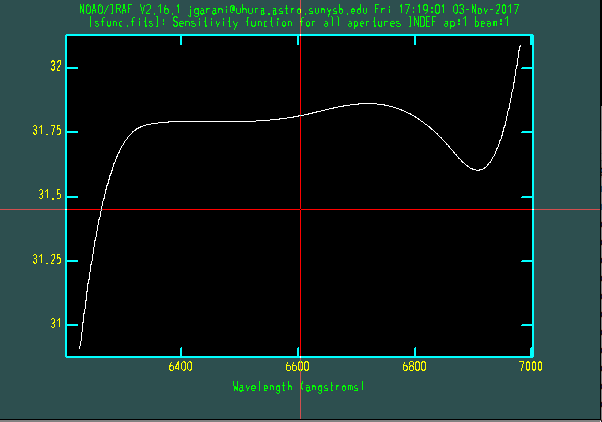 NOAO/IRAF V2.16.1 jgarani@uhura.astro.sunysb.edu Fri 17:19:01 03-Nov-2017
[sfunc.fits]: Sensitivity function for all apertures INDEF ap:1 beam:1
32
31.75
31.5
31.25
31
6400 6600 6800 7000
Wavelength (angstroms)